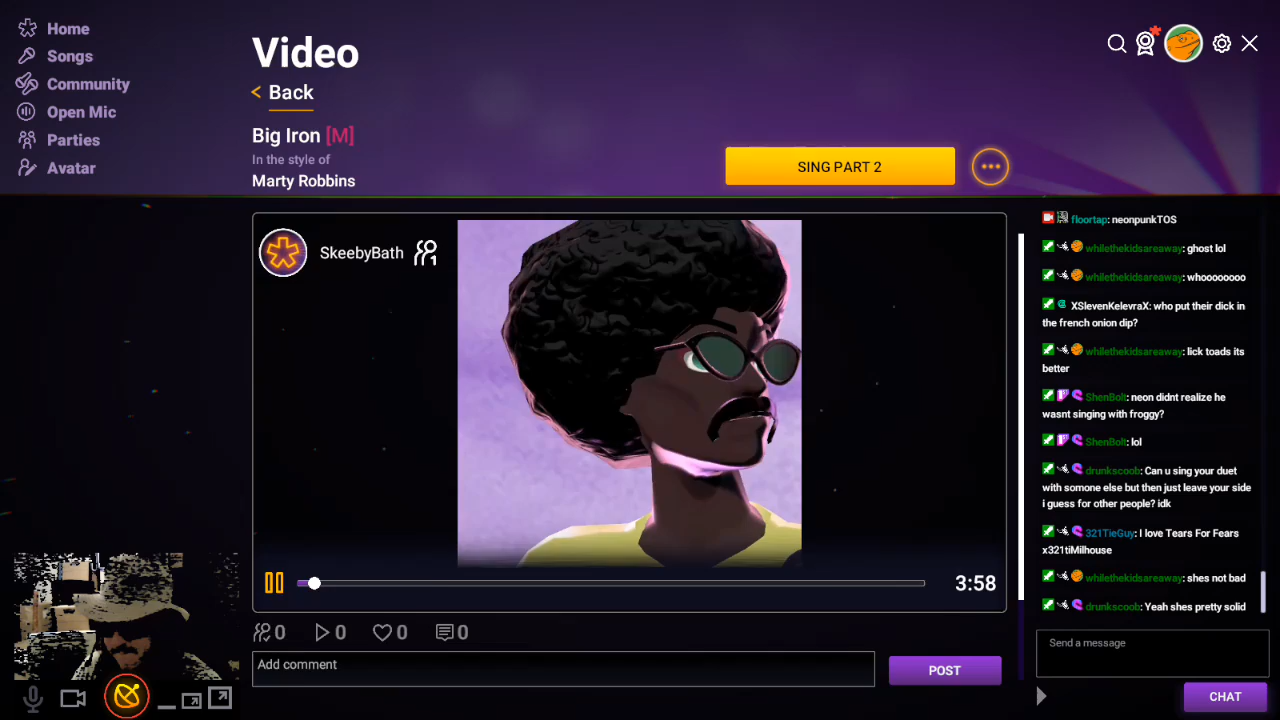 Home
Songs
Community
Open Mic
Parties
Avatar
Video
< Back
Big Iron [M]
In the style of
Marty Robbins
SING PART 2
SkeebyBath
3:58
0 0 0 0
Add comment
POST
floortap: neonpunkTOS
whilethekidsareaway: ghost lol
whilethekidsareaway: whoooooooo
XSlevenKelevraX: who put their dick in
the french onion dip?
whilethekidsareaway: lick toads its
better
ShenBolt: neon didnt realize he
wasnt singing with froggy?
ShenBolt: lol
drunkscoob: Can u sing your duet
with somone else but then just leave your side
i guess for other people? idk
321TieGuy: I love Tears For Fears
x321tiMilhouse
whilethekidsareaway: shes not bad
drunkscoob: Yeah shes pretty solid
Send a message
CHAT